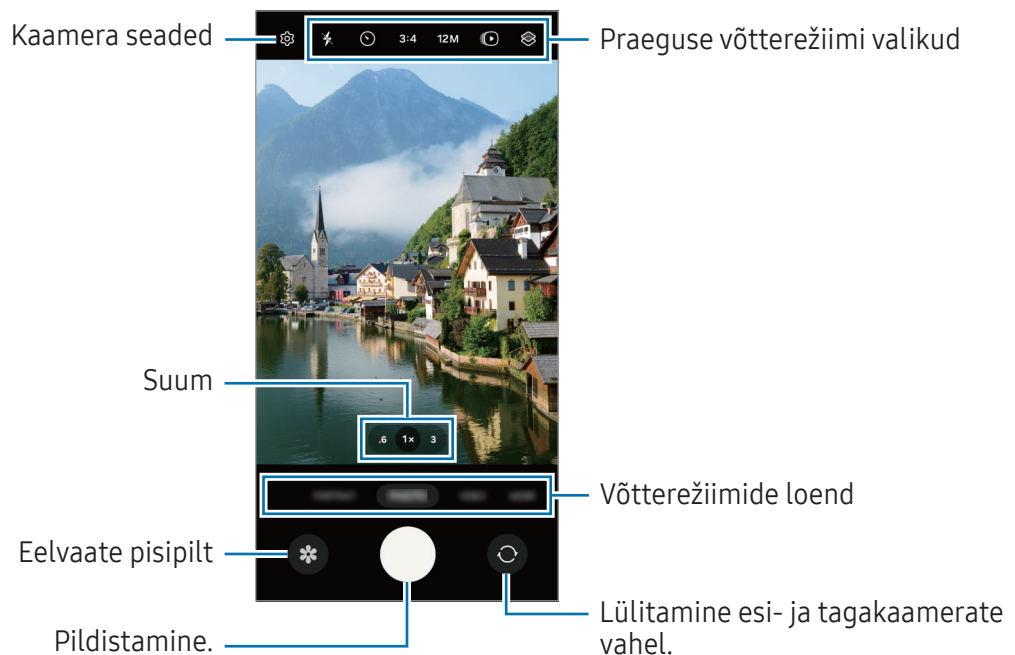 Kaamera seaded
3:4 12M
Praeguse võtterežiimi valikud
Suum
.6 1× 3
Võtterežiimide loend
Eelvaate pisipilt
Pildistamine.
Lülitamine esi- ja tagakaamerate
vahel.